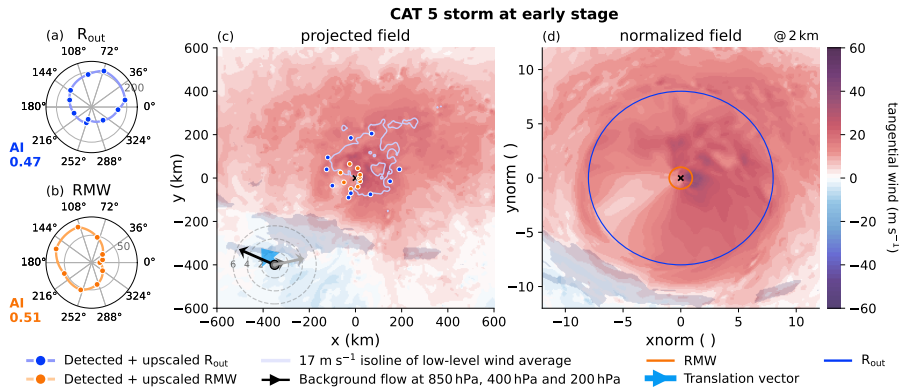 CAT 5 storm at early stage
(a) R_out
108° 72°
144° 36°
200
180° 0°
216° 324°
252° 288°
AI
0.47
(b) RMW
108° 72°
144° 36°
50
180° 0°
216° 324°
252° 288°
AI
0.51
(c) projected field
600
400
200
0
−200
−400
−600
y (km)
6 4
−600 −400 −200 0 200 400 600
x (km)
(d) normalized field @ 2 km
10
5
0
−5
−10
ynorm ( )
−10 −5 0 5 10
xnorm ( )
60
40
20
0
−20
−40
−60
tangential wind (m s⁻¹)
Detected + upscaled R_out
Detected + upscaled RMW
17 m s⁻¹ isoline of low-level wind average
Background flow at 850 hPa, 400 hPa and 200 hPa
RMW
Translation vector
R_out